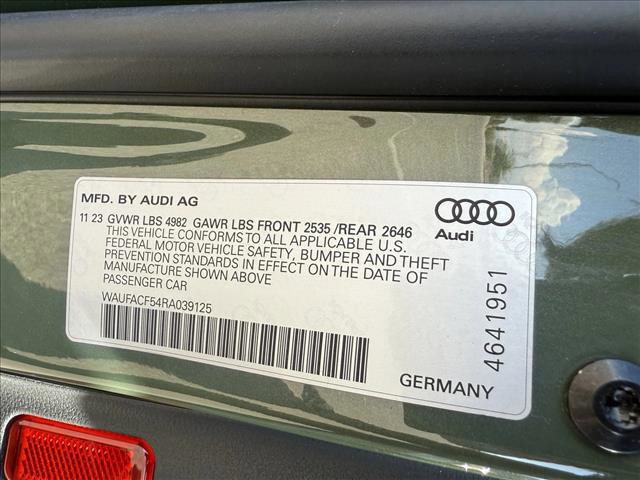 MFD. BY AUDI AG
11 23 GVWR LBS 4982 GAWR LBS FRONT 2535 /REAR 2646
THIS VEHICLE CONFORMS TO ALL APPLICABLE U.S.
FEDERAL MOTOR VEHICLE SAFETY, BUMPER AND THEFT
PREVENTION STANDARDS IN EFFECT ON THE DATE OF
MANUFACTURE SHOWN ABOVE
PASSENGER CAR
WAUFACF54RA039125
Audi
4641951
GERMANY